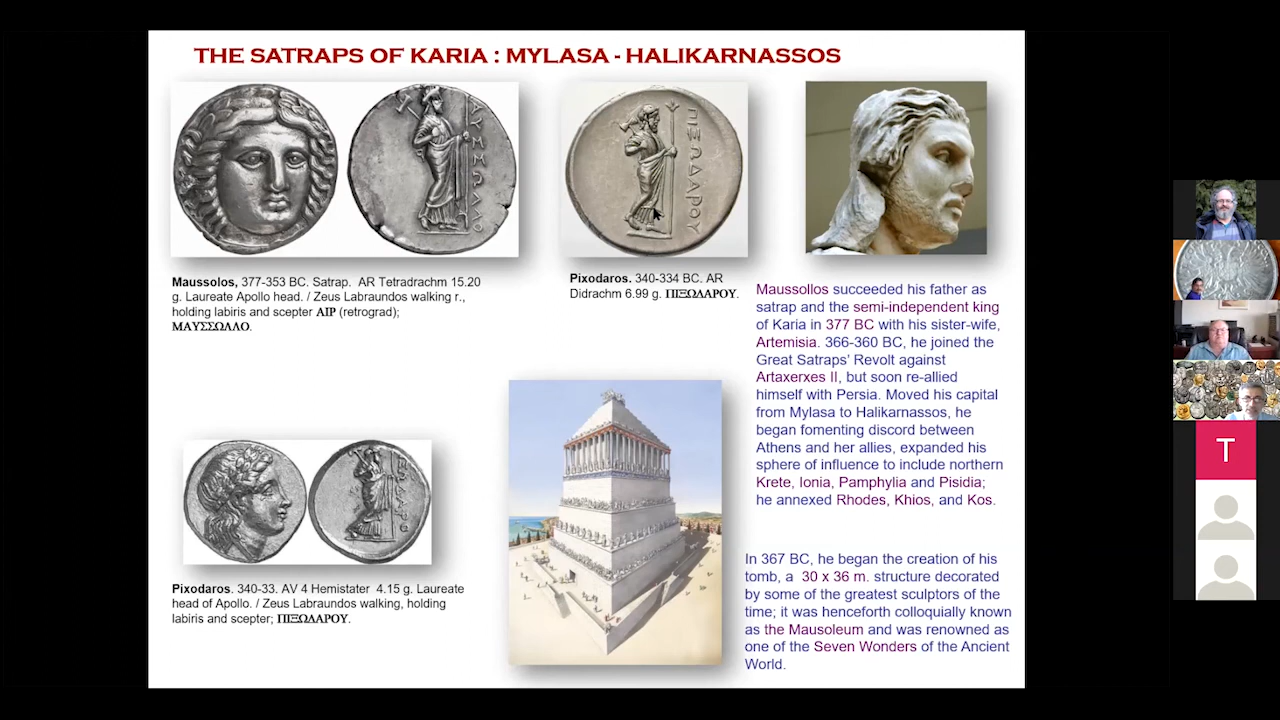 THE SATRAPS OF KARIA : MYLASA - HALIKARNASSOS
ΠΙΞΩΔΑΡΟΥ
Maussolos, 377-353 BC. Satrap. AR Tetradrachm 15.20
g. Laureate Apollo head. / Zeus Labraundos walking r.,
holding labiris and scepter ΑΙΡ (retrograd);
ΜΑΥΣΣΩΛΛΟ.
Pixodaros. 340-334 BC. AR
Didrachm 6.99 g. ΠΙΞΩΔΑΡΟΥ.
Maussollos succeeded his father as
satrap and the semi-independent king
of Karia in 377 BC with his sister-wife,
Artemisia. 366-360 BC, he joined the
Great Satraps' Revolt against
Artaxerxes II, but soon re-allied
himself with Persia. Moved his capital
from Mylasa to Halikarnassos, he
began fomenting discord between
Athens and her allies, expanded his
sphere of influence to include northern
Krete, Ionia, Pamphylia and Pisidia;
he annexed Rhodes, Khios, and Kos.
Pixodaros. 340-33. AV 4 Hemistater 4.15 g. Laureate
head of Apollo. / Zeus Labraundos walking, holding
labiris and scepter; ΠΙΞΩΔΑΡΟΥ.
In 367 BC, he began the creation of his
tomb, a 30 x 36 m. structure decorated
by some of the greatest sculptors of the
time; it was henceforth colloquially known
as the Mausoleum and was renowned as
one of the Seven Wonders of the Ancient
World.
T